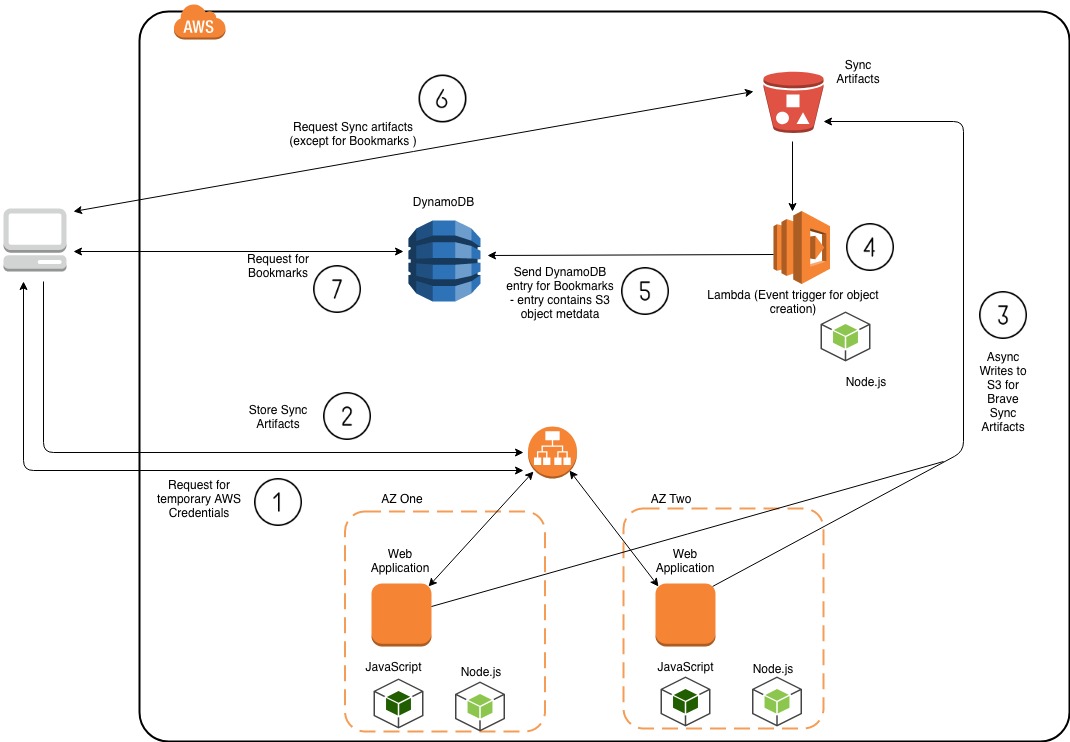 AWS
Sync
Artifacts
6
Request Sync artifacts
(except for Bookmarks )
DynamoDB
4
Request for
Bookmarks
7
Send DynamoDB
entry for Bookmarks
- entry contains S3
object metdata
5
Lambda (Event trigger for object
creation)
3
Node.js
Async
Writes to
S3 for
Brave
Sync
Artifacts
Store Sync
Artifacts
2
Request for
temporary AWS
Credentials
1
AZ One
AZ Two
Web
Application
Web
Application
JavaScript
Node.js
JavaScript
Node.js